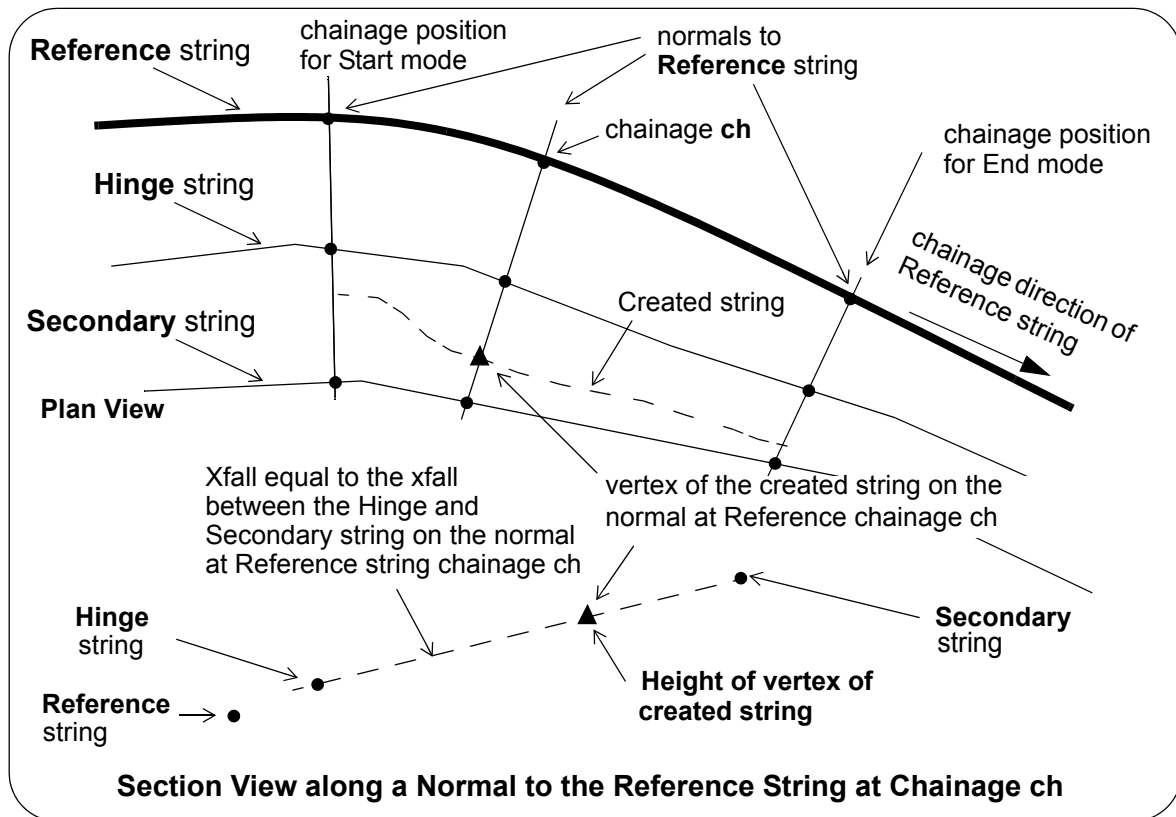 Reference string
chainage position
for Start mode
normals to
Reference string
chainage ch
chainage position
for End mode
Hinge string
chainage direction of
Reference string
Created string
Secondary string
Plan View
Xfall equal to the xfall
between the Hinge and
Secondary string on the normal
at Reference string chainage ch
vertex of the created string on the
normal at Reference chainage ch
Hinge
string
Secondary
string
Reference
string
Height of vertex of
created string
Section View along a Normal to the Reference String at Chainage ch